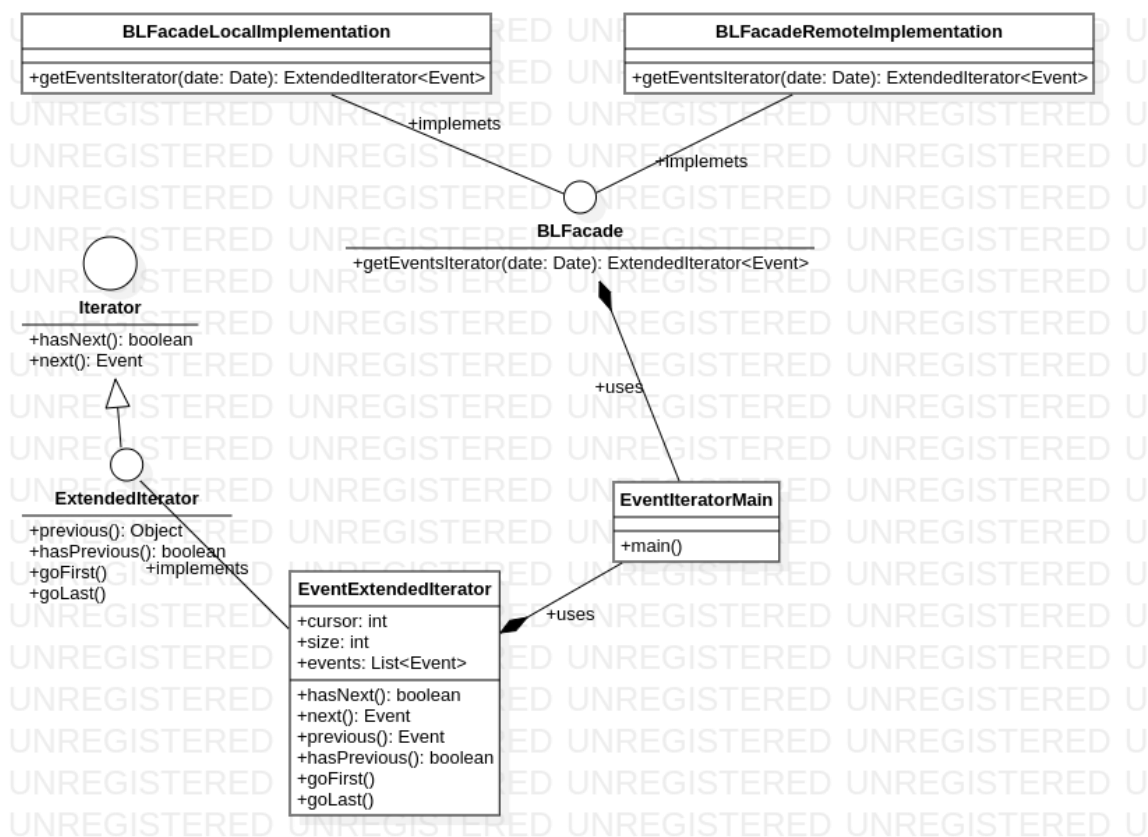 BLFacadeLocalImplementation
+getEventsIterator(date: Date): ExtendedIterator<Event>
BLFacadeRemoteImplementation
+getEventsIterator(date: Date): ExtendedIterator<Event>
+implemets
+implemets
BLFacade
+getEventsIterator(date: Date): ExtendedIterator<Event>
Iterator
+hasNext(): boolean
+next(): Event
+uses
ExtendedIterator
+previous(): Object
+hasPrevious(): boolean
+goFirst()
+goLast()
+implements
EventIteratorMain
+main()
+uses
EventExtendedIterator
+cursor: int
+size: int
+events: List<Event>
+hasNext(): boolean
+next(): Event
+previous(): Event
+hasPrevious(): boolean
+goFirst()
+goLast()
UNREGISTERED